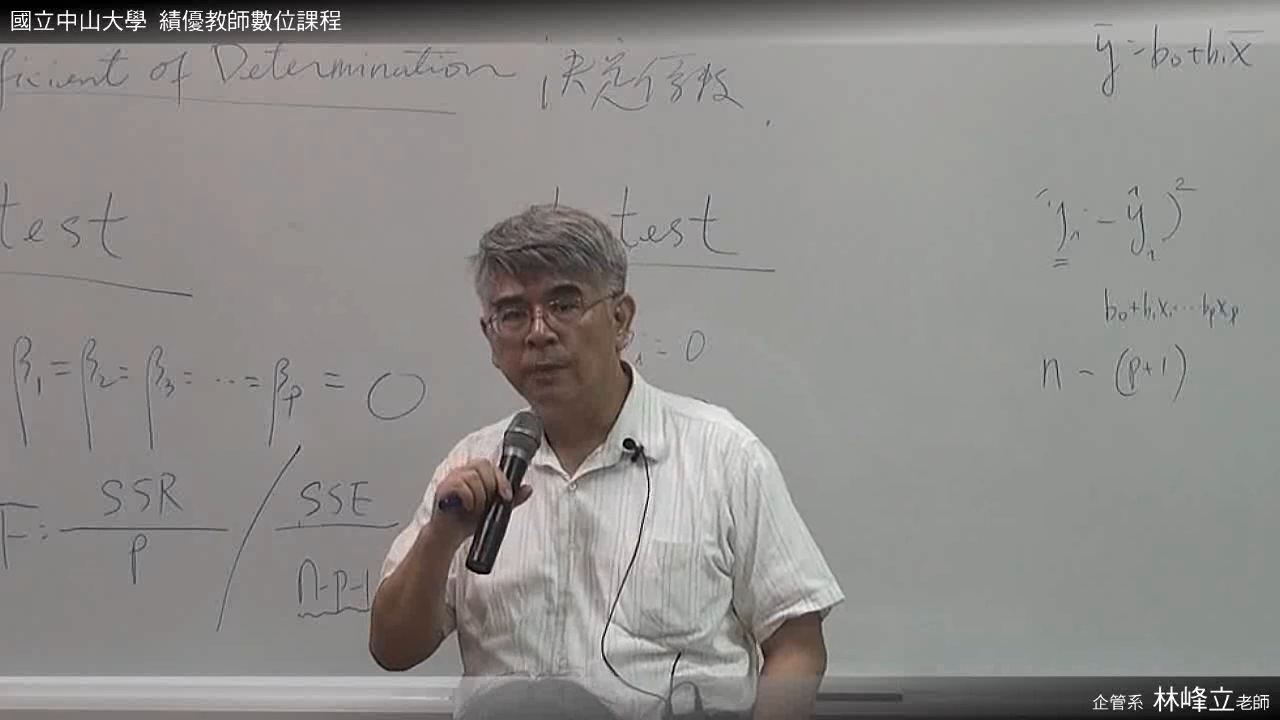 國立中山大學 績優教師數位課程
ficient of Determination 決定係數
ȳ = b₀+b₁x̄
test
t test
(yᵢ - ŷᵢ)²
b₀+b₁x₁...bₚxₚ
n - (p+1)
β₁ = β₂ = β₃ = ... = βₚ = 0
ᵢ = 0
F = SSR / SSE
p n-p-1
企管系 林峰立老師